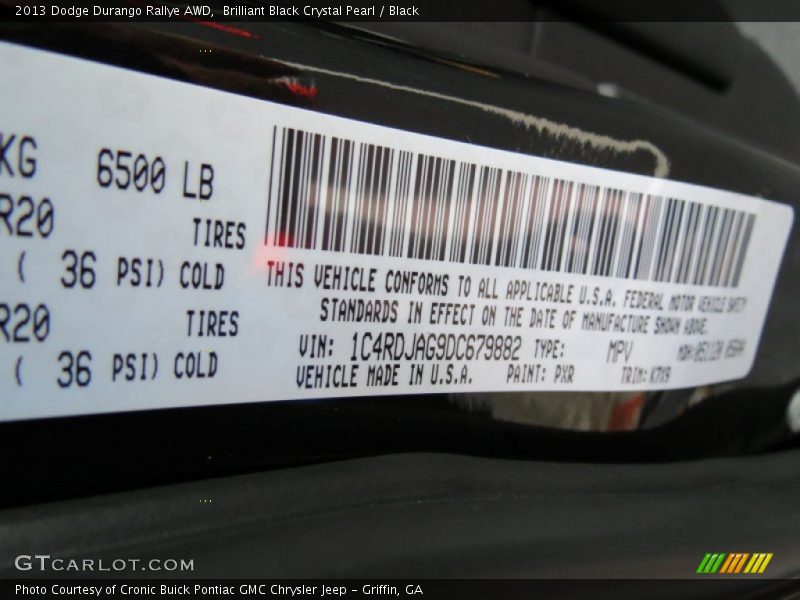 2013 Dodge Durango Rallye AWD, Brilliant Black Crystal Pearl / Black
KG 6500 LB
R20 TIRES
( 36 PSI) COLD
R20 TIRES
( 36 PSI) COLD
THIS VEHICLE CONFORMS TO ALL APPLICABLE U.S.A. FEDERAL MOTOR VEHICLE SAFETY
STANDARDS IN EFFECT ON THE DATE OF MANUFACTURE SHOWN ABOVE.
VIN: 1C4RDJAG9DC679882 TYPE: MPV MDH:
VEHICLE MADE IN U.S.A. PAINT: PXR TRIM: K7X9
GTCARLOT.COM
Photo Courtesy of Cronic Buick Pontiac GMC Chrysler Jeep – Griffin, GA